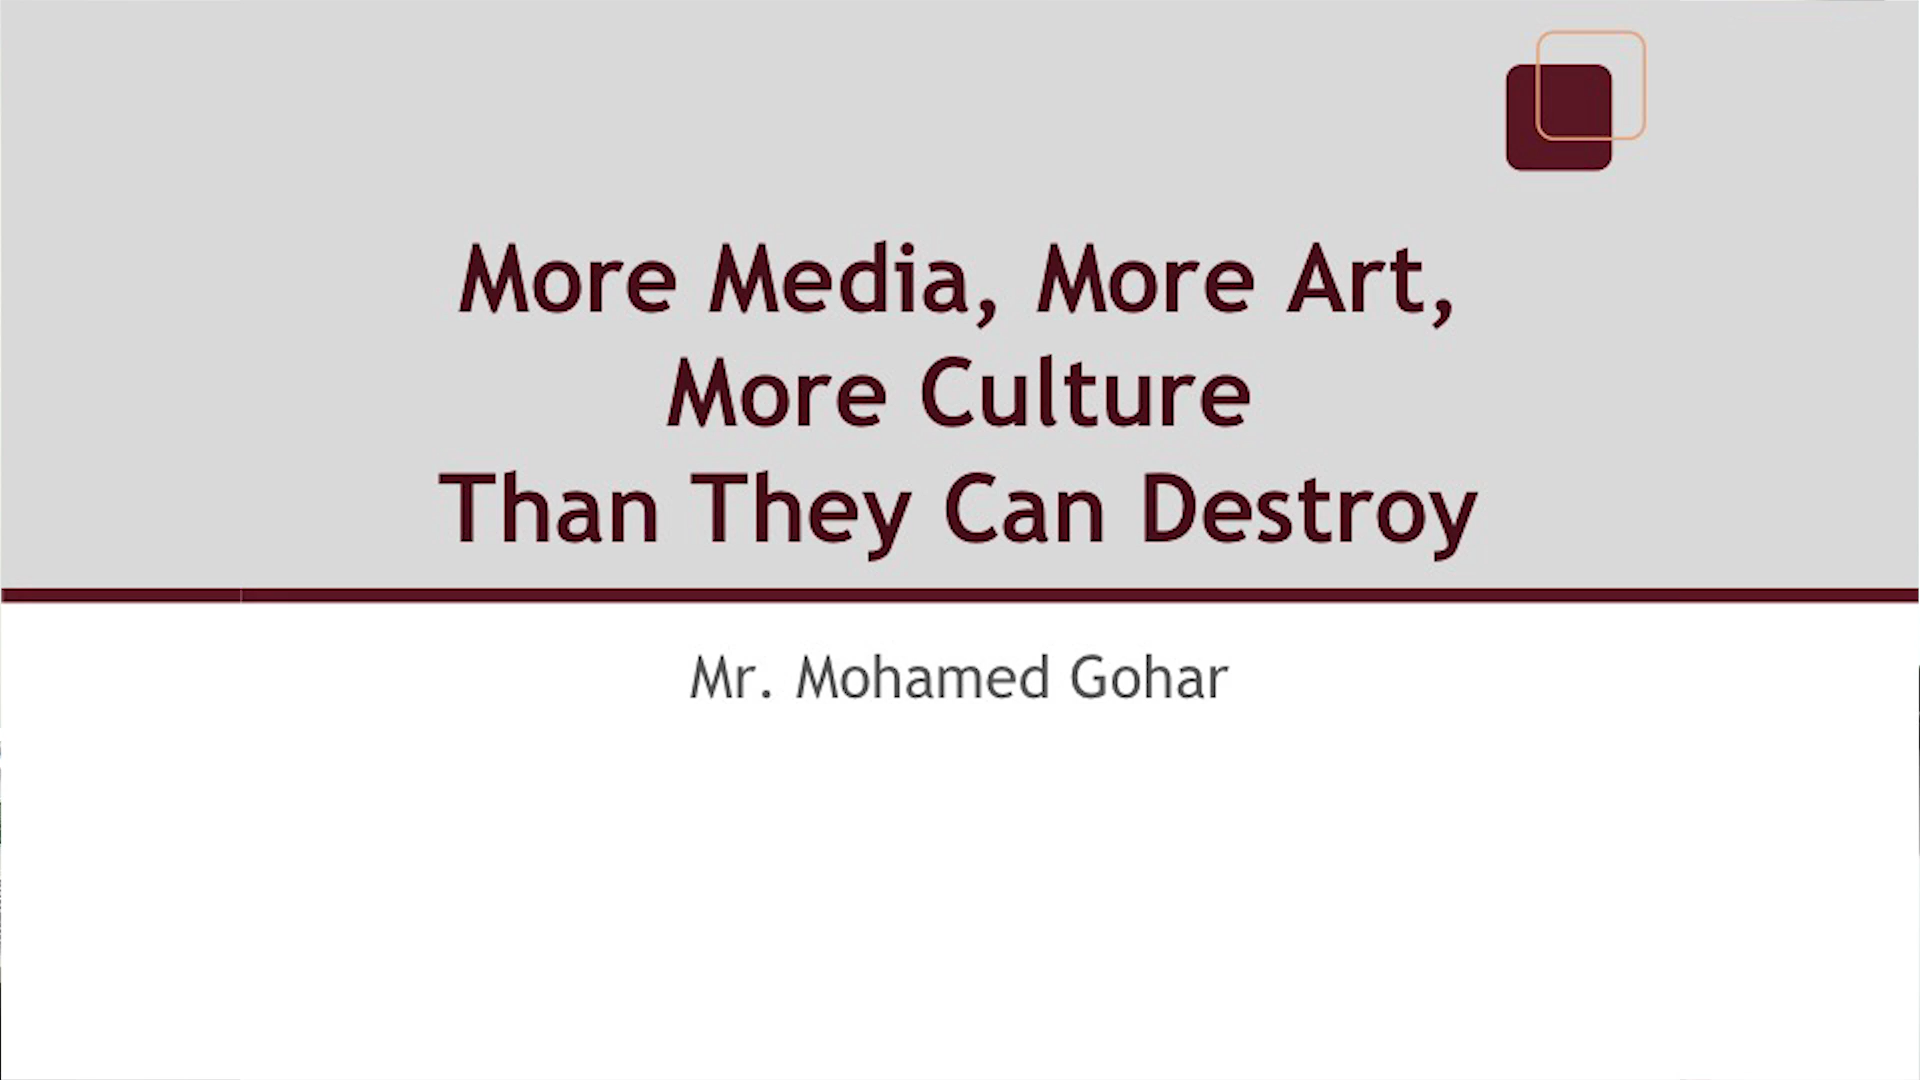 More Media, More Art,
More Culture
Than They Can Destroy
Mr. Mohamed Gohar